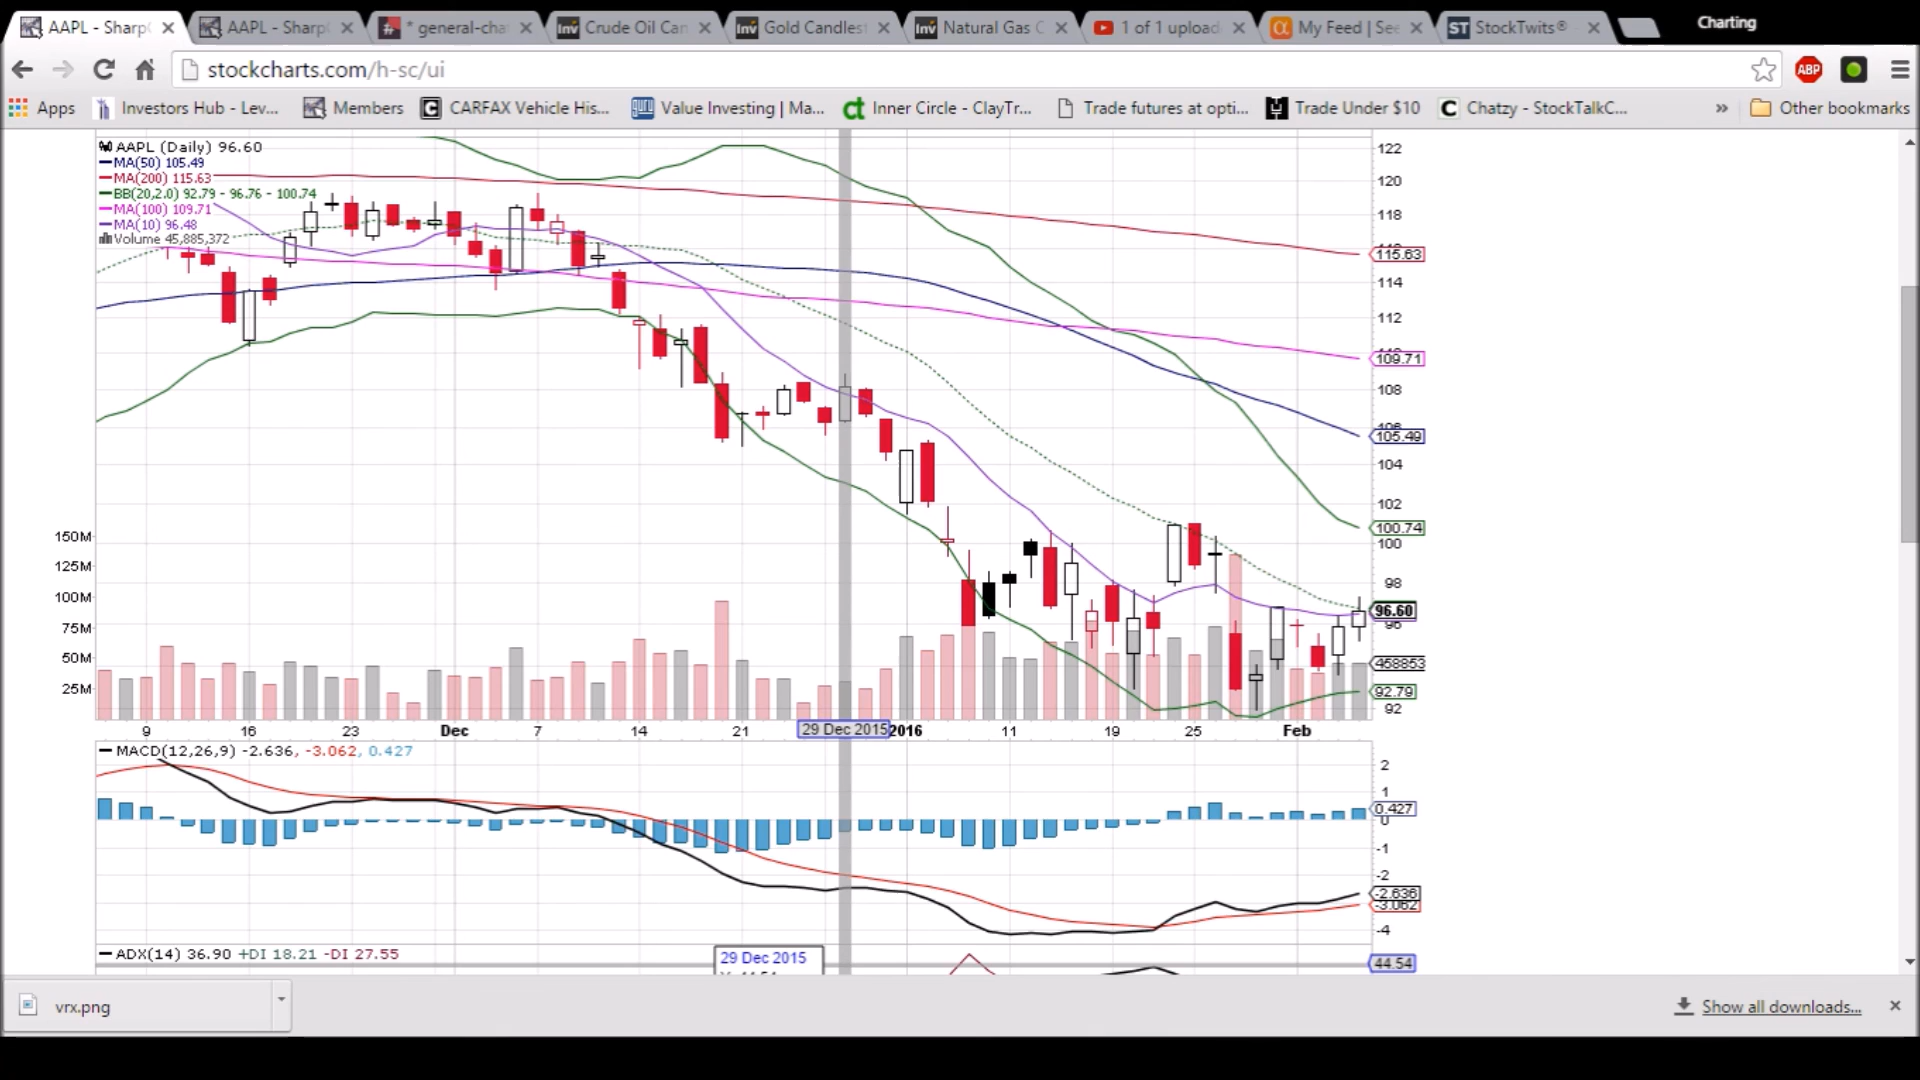 AAPL - Sharp
AAPL - Sharp
* general-cha
Crude Oil Can
Gold Candlest
Natural Gas C
1 of 1 upload
My Feed | See
StockTwits®
Charting
stockcharts.com/h-sc/ui
ABP
Apps
Investors Hub - Lev...
Members
CARFAX Vehicle His...
Value Investing | Ma...
Inner Circle - ClayTr...
Trade futures at opti...
Trade Under $10
Chatzy - StockTalkC...
»
Other bookmarks
AAPL (Daily) 96.60
MA(50) 105.49
MA(200) 115.63
BB(20,2.0) 92.79 - 96.76 - 100.74
MA(100) 109.71
MA(10) 96.48
Volume 45,885,372
122
120
118
115.63
114
112
109.71
108
105.49
104
102
100.74
100
98
96.60
96
458853
92.79
92
150M
125M
100M
75M
50M
25M
9
16
23
Dec
7
14
21
29 Dec 2015
2016
11
19
25
Feb
MACD(12,26,9) -2.636, -3.062, 0.427
2
1
0.427
0
-1
-2
-2.636
-3.062
-4
ADX(14) 36.90 +DI 18.21 -DI 27.55
29 Dec 2015
44.54
vrx.png
Show all downloads...